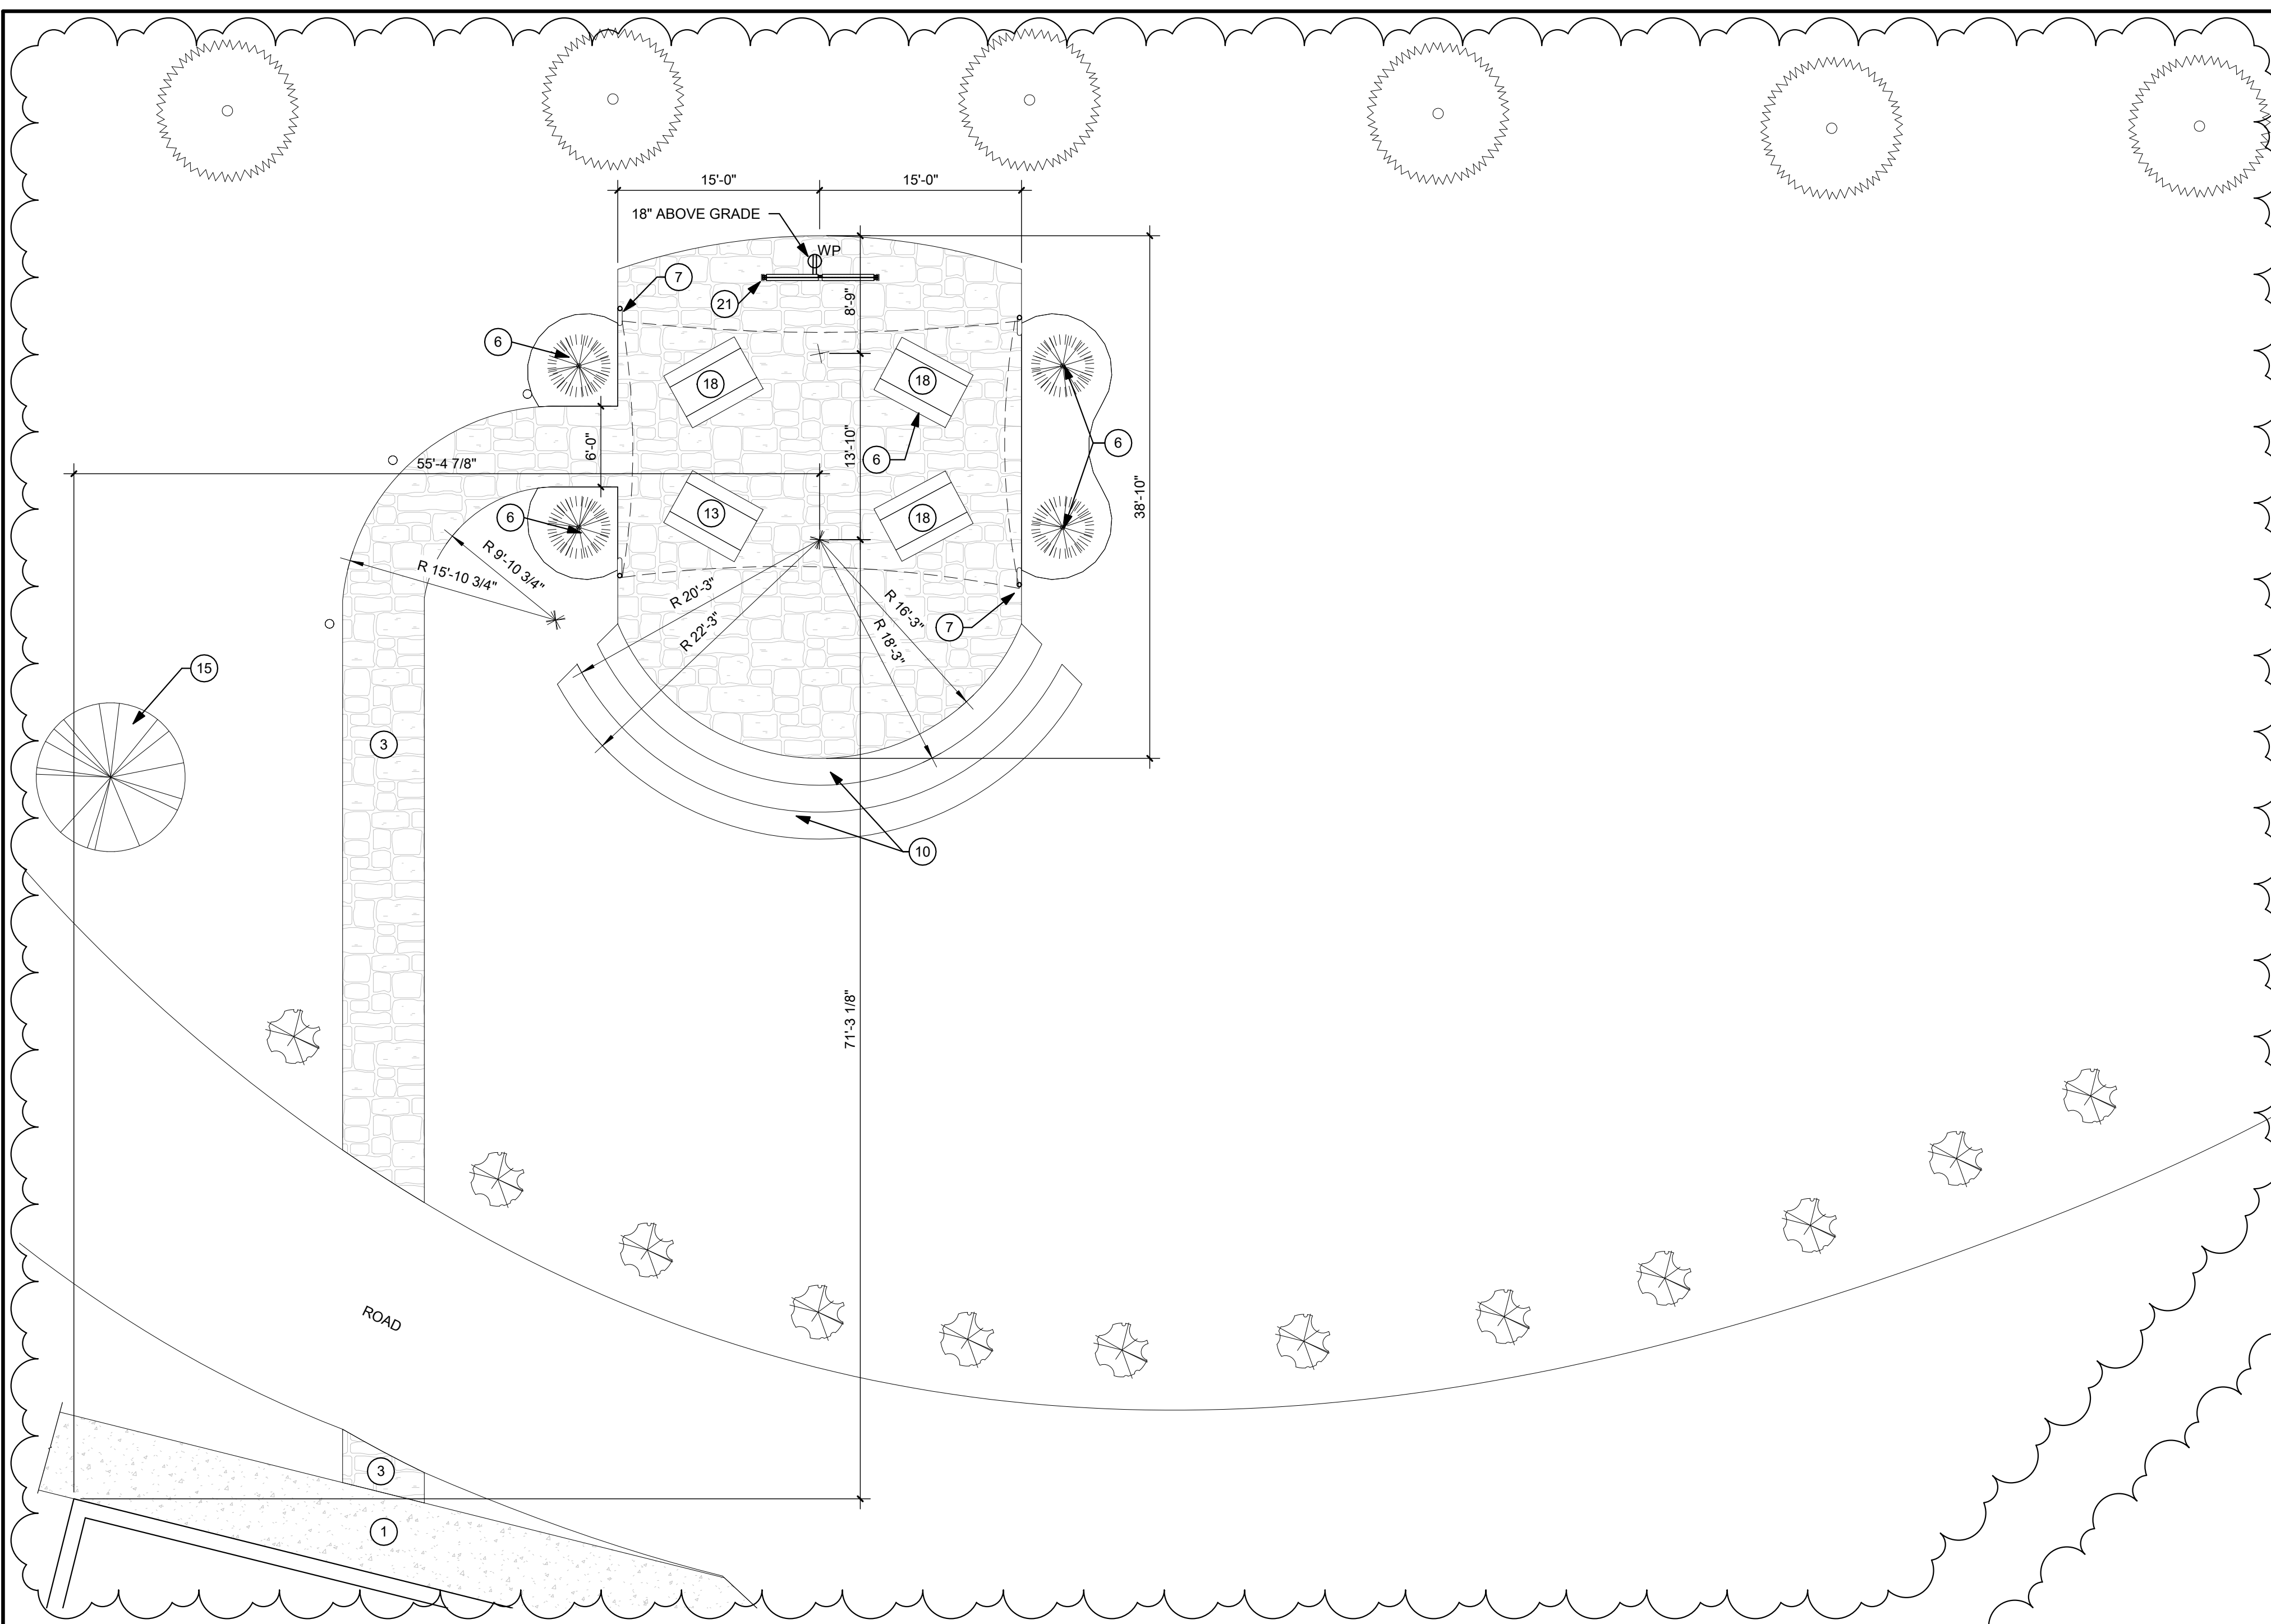 15'-0"
15'-0"
18" ABOVE GRADE
WP
7
21
8'-9"
6
18
18
6'-0"
13'-10"
6
6
55'-4 7/8"
38'-10"
6
13
18
R 9'-10 3/4"
R 15'-10 3/4"
R 20'-3"
R 16'-3"
R 22'-3"
R 18'-3"
7
15
3
10
71'-3 1/8"
ROAD
3
1